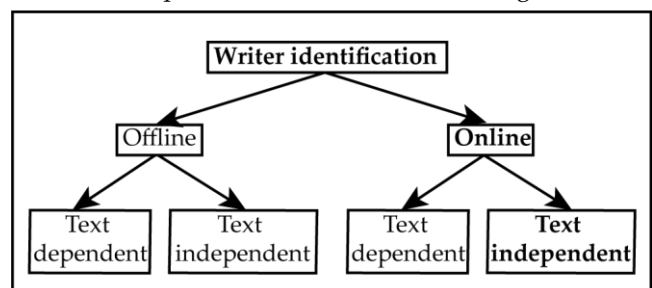 Writer identification
Offline
Online
Text
dependent
Text
independent
Text
dependent
Text
independent